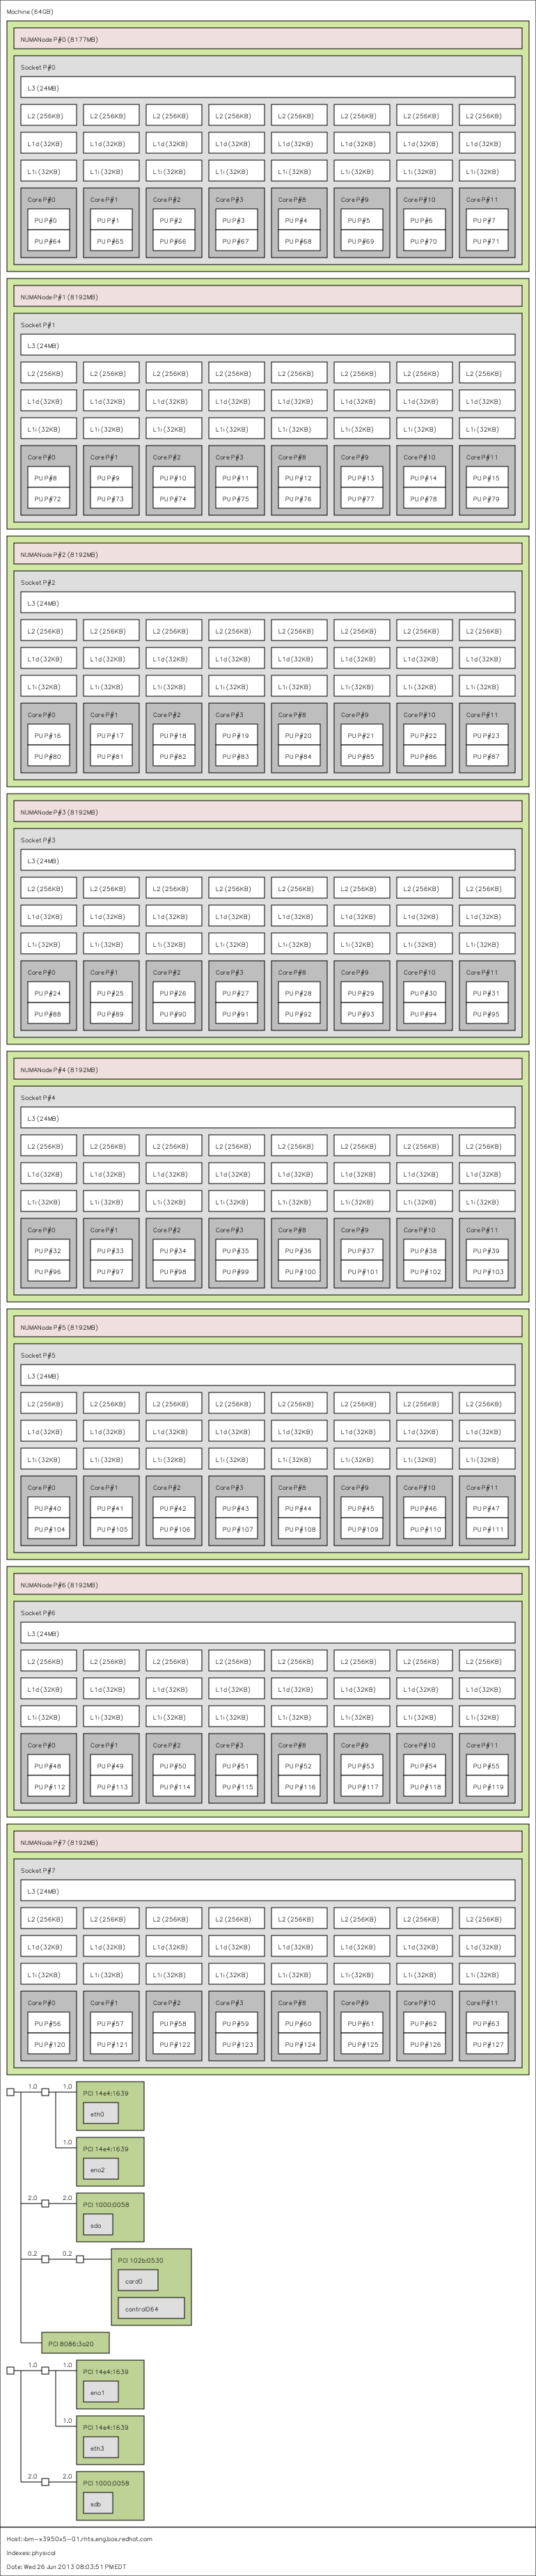 Machine (64GB)
NUMANode P#0 (8177MB)
Socket P#0
L3 (24MB)
L2 (256KB) L2 (256KB) L2 (256KB) L2 (256KB) L2 (256KB) L2 (256KB) L2 (256KB) L2 (256KB)
L1d (32KB) L1d (32KB) L1d (32KB) L1d (32KB) L1d (32KB) L1d (32KB) L1d (32KB) L1d (32KB)
L1i (32KB) L1i (32KB) L1i (32KB) L1i (32KB) L1i (32KB) L1i (32KB) L1i (32KB) L1i (32KB)
Core P#0 Core P#1 Core P#2 Core P#3 Core P#8 Core P#9 Core P#10 Core P#11
PU P#0 PU P#1 PU P#2 PU P#3 PU P#4 PU P#5 PU P#6 PU P#7
PU P#64 PU P#65 PU P#66 PU P#67 PU P#68 PU P#69 PU P#70 PU P#71
NUMANode P#1 (8192MB)
Socket P#1
L3 (24MB)
L2 (256KB) L2 (256KB) L2 (256KB) L2 (256KB) L2 (256KB) L2 (256KB) L2 (256KB) L2 (256KB)
L1d (32KB) L1d (32KB) L1d (32KB) L1d (32KB) L1d (32KB) L1d (32KB) L1d (32KB) L1d (32KB)
L1i (32KB) L1i (32KB) L1i (32KB) L1i (32KB) L1i (32KB) L1i (32KB) L1i (32KB) L1i (32KB)
Core P#0 Core P#1 Core P#2 Core P#3 Core P#8 Core P#9 Core P#10 Core P#11
PU P#8 PU P#9 PU P#10 PU P#11 PU P#12 PU P#13 PU P#14 PU P#15
PU P#72 PU P#73 PU P#74 PU P#75 PU P#76 PU P#77 PU P#78 PU P#79
NUMANode P#2 (8192MB)
Socket P#2
L3 (24MB)
L2 (256KB) L2 (256KB) L2 (256KB) L2 (256KB) L2 (256KB) L2 (256KB) L2 (256KB) L2 (256KB)
L1d (32KB) L1d (32KB) L1d (32KB) L1d (32KB) L1d (32KB) L1d (32KB) L1d (32KB) L1d (32KB)
L1i (32KB) L1i (32KB) L1i (32KB) L1i (32KB) L1i (32KB) L1i (32KB) L1i (32KB) L1i (32KB)
Core P#0 Core P#1 Core P#2 Core P#3 Core P#8 Core P#9 Core P#10 Core P#11
PU P#16 PU P#17 PU P#18 PU P#19 PU P#20 PU P#21 PU P#22 PU P#23
PU P#80 PU P#81 PU P#82 PU P#83 PU P#84 PU P#85 PU P#86 PU P#87
NUMANode P#3 (8192MB)
Socket P#3
L3 (24MB)
L2 (256KB) L2 (256KB) L2 (256KB) L2 (256KB) L2 (256KB) L2 (256KB) L2 (256KB) L2 (256KB)
L1d (32KB) L1d (32KB) L1d (32KB) L1d (32KB) L1d (32KB) L1d (32KB) L1d (32KB) L1d (32KB)
L1i (32KB) L1i (32KB) L1i (32KB) L1i (32KB) L1i (32KB) L1i (32KB) L1i (32KB) L1i (32KB)
Core P#0 Core P#1 Core P#2 Core P#3 Core P#8 Core P#9 Core P#10 Core P#11
PU P#24 PU P#25 PU P#26 PU P#27 PU P#28 PU P#29 PU P#30 PU P#31
PU P#88 PU P#89 PU P#90 PU P#91 PU P#92 PU P#93 PU P#94 PU P#95
NUMANode P#4 (8192MB)
Socket P#4
L3 (24MB)
L2 (256KB) L2 (256KB) L2 (256KB) L2 (256KB) L2 (256KB) L2 (256KB) L2 (256KB) L2 (256KB)
L1d (32KB) L1d (32KB) L1d (32KB) L1d (32KB) L1d (32KB) L1d (32KB) L1d (32KB) L1d (32KB)
L1i (32KB) L1i (32KB) L1i (32KB) L1i (32KB) L1i (32KB) L1i (32KB) L1i (32KB) L1i (32KB)
Core P#0 Core P#1 Core P#2 Core P#3 Core P#8 Core P#9 Core P#10 Core P#11
PU P#32 PU P#33 PU P#34 PU P#35 PU P#36 PU P#37 PU P#38 PU P#39
PU P#96 PU P#97 PU P#98 PU P#99 PU P#100 PU P#101 PU P#102 PU P#103
NUMANode P#5 (8192MB)
Socket P#5
L3 (24MB)
L2 (256KB) L2 (256KB) L2 (256KB) L2 (256KB) L2 (256KB) L2 (256KB) L2 (256KB) L2 (256KB)
L1d (32KB) L1d (32KB) L1d (32KB) L1d (32KB) L1d (32KB) L1d (32KB) L1d (32KB) L1d (32KB)
L1i (32KB) L1i (32KB) L1i (32KB) L1i (32KB) L1i (32KB) L1i (32KB) L1i (32KB) L1i (32KB)
Core P#0 Core P#1 Core P#2 Core P#3 Core P#8 Core P#9 Core P#10 Core P#11
PU P#40 PU P#41 PU P#42 PU P#43 PU P#44 PU P#45 PU P#46 PU P#47
PU P#104 PU P#105 PU P#106 PU P#107 PU P#108 PU P#109 PU P#110 PU P#111
NUMANode P#6 (8192MB)
Socket P#6
L3 (24MB)
L2 (256KB) L2 (256KB) L2 (256KB) L2 (256KB) L2 (256KB) L2 (256KB) L2 (256KB) L2 (256KB)
L1d (32KB) L1d (32KB) L1d (32KB) L1d (32KB) L1d (32KB) L1d (32KB) L1d (32KB) L1d (32KB)
L1i (32KB) L1i (32KB) L1i (32KB) L1i (32KB) L1i (32KB) L1i (32KB) L1i (32KB) L1i (32KB)
Core P#0 Core P#1 Core P#2 Core P#3 Core P#8 Core P#9 Core P#10 Core P#11
PU P#48 PU P#49 PU P#50 PU P#51 PU P#52 PU P#53 PU P#54 PU P#55
PU P#112 PU P#113 PU P#114 PU P#115 PU P#116 PU P#117 PU P#118 PU P#119
NUMANode P#7 (8192MB)
Socket P#7
L3 (24MB)
L2 (256KB) L2 (256KB) L2 (256KB) L2 (256KB) L2 (256KB) L2 (256KB) L2 (256KB) L2 (256KB)
L1d (32KB) L1d (32KB) L1d (32KB) L1d (32KB) L1d (32KB) L1d (32KB) L1d (32KB) L1d (32KB)
L1i (32KB) L1i (32KB) L1i (32KB) L1i (32KB) L1i (32KB) L1i (32KB) L1i (32KB) L1i (32KB)
Core P#0 Core P#1 Core P#2 Core P#3 Core P#8 Core P#9 Core P#10 Core P#11
PU P#56 PU P#57 PU P#58 PU P#59 PU P#60 PU P#61 PU P#62 PU P#63
PU P#120 PU P#121 PU P#122 PU P#123 PU P#124 PU P#125 PU P#126 PU P#127
1.0 1.0 PCI 14e4:1639
eth0
1.0 PCI 14e4:1639
eno2
2.0 2.0 PCI 1000:0058
sda
0.2 0.2 PCI 102b:0530
card0
controlD64
PCI 8086:3a20
1.0 1.0 PCI 14e4:1639
eno1
1.0 PCI 14e4:1639
eth3
2.0 2.0 PCI 1000:0058
sdb
Host: ibm-x3950x5-01.rhts.eng.bos.redhat.com
Indexes: physical
Date: Wed 26 Jun 2013 08:03:51 PM EDT